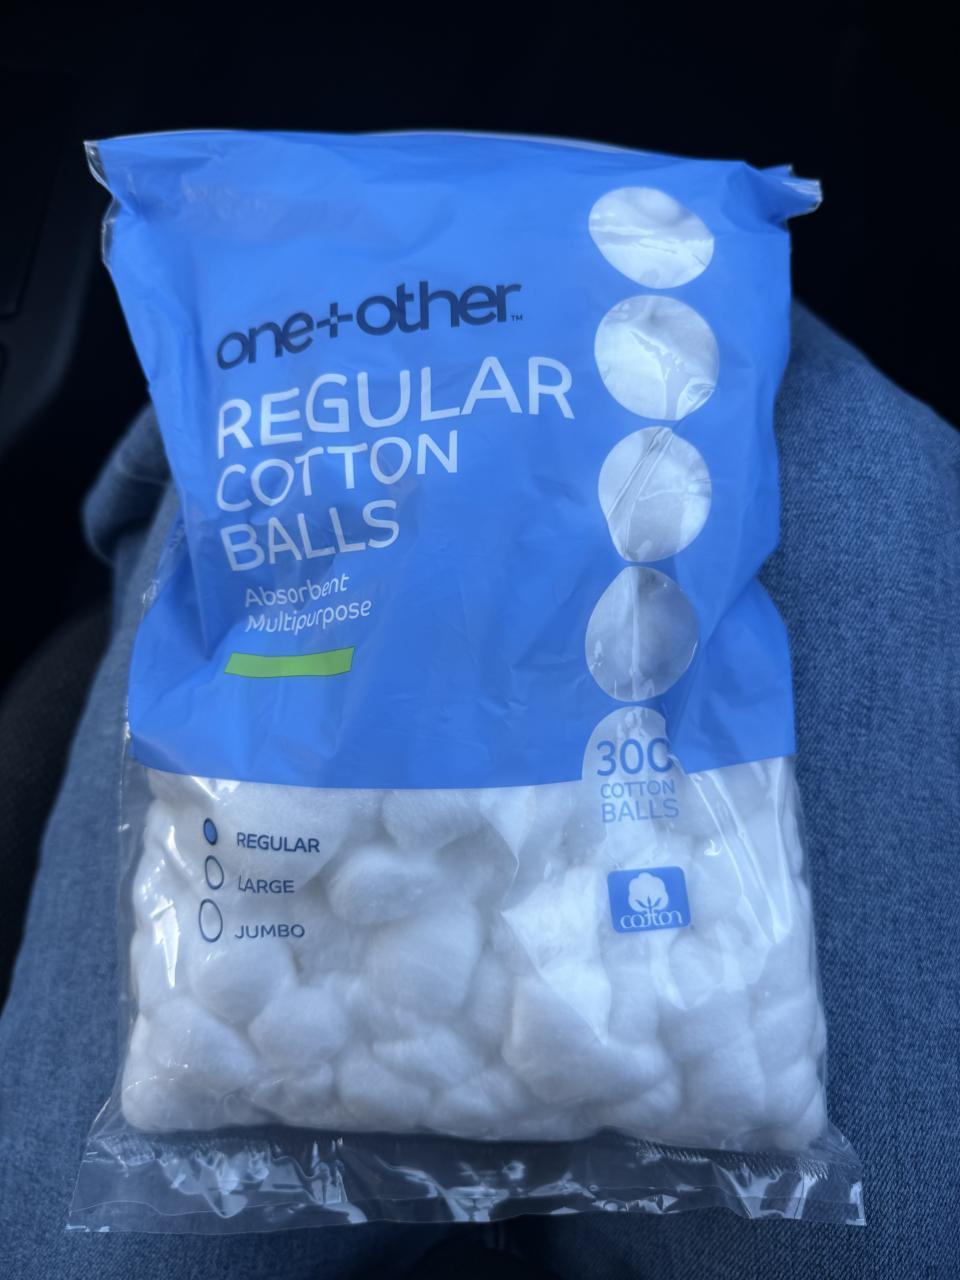 one+other™
REGULAR
COTTON
BALLS
Absorbent
Multipurpose
300
COTTON
BALLS
REGULAR
LARGE
JUMBO
cotton